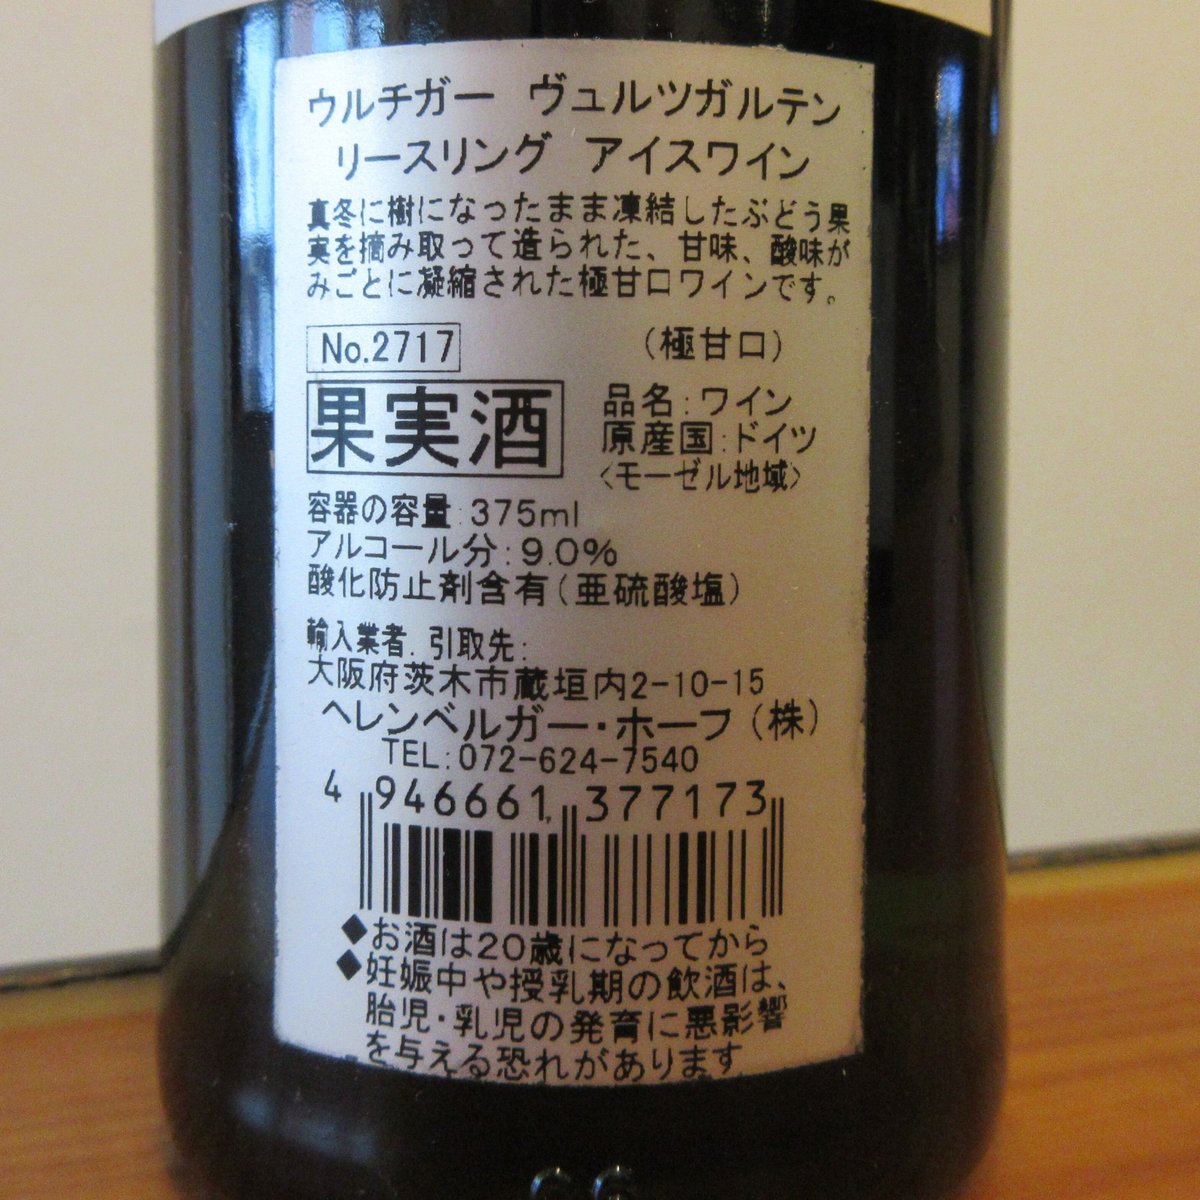 ウルチガー ヴュルツガルテン
リースリング アイスワイン
真冬に樹になったまま凍結したぶどう果
実を摘み取って造られた、甘味、酸味が
みごとに凝縮された極甘口ワインです。
No.2717 (極甘口)
果実酒
品名:ワイン
原産国:ドイツ
<モーゼル地域>
容器の容量:375ml
アルコール分:9.0%
酸化防止剤含有(亜硫酸塩)
輸入業者.引取先:
大阪府茨木市蔵垣内2-10-15
ヘレンベルガー・ホーフ(株)
TEL:072-624-7540
4 946661 377173
◆お酒は20歳になってから
◆妊娠中や授乳期の飲酒は、
胎児・乳児の発育に悪影響
を与える恐れがあります